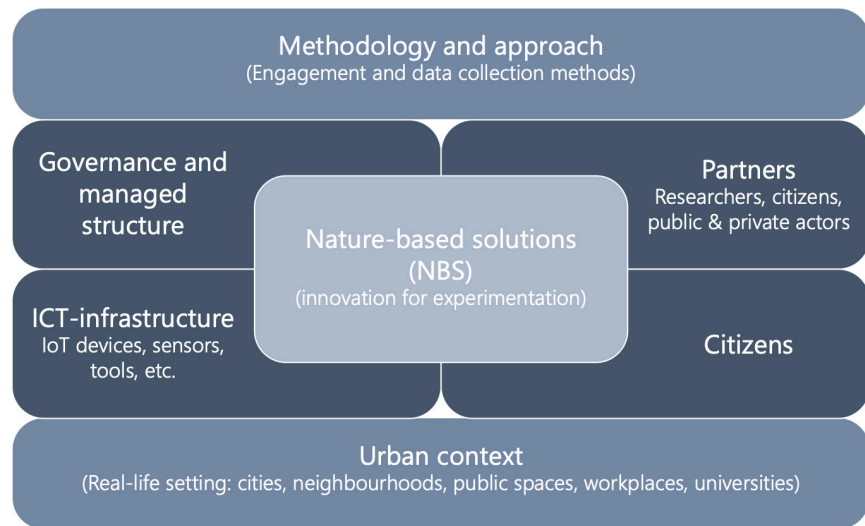 Methodology and approach
(Engagement and data collection methods)
Governance and
managed
structure
Partners
Researchers, citizens,
public & private actors
Nature-based solutions
(NBS)
(innovation for experimentation)
ICT-infrastructure
IoT devices, sensors,
tools, etc.
Citizens
Urban context
(Real-life setting: cities, neighbourhoods, public spaces, workplaces, universities)